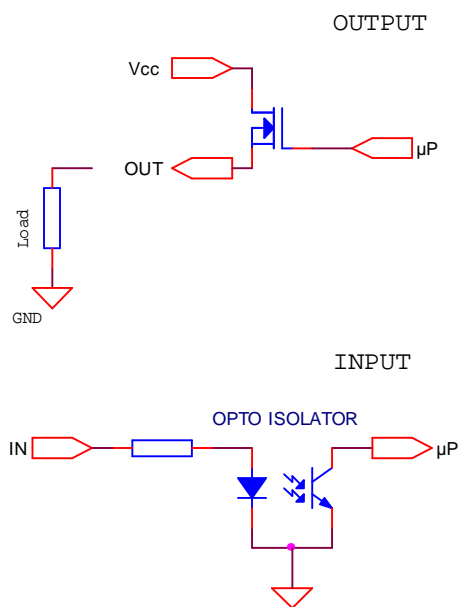 OUTPUT
Vcc
OUT
µP
Load
GND
INPUT
OPTO ISOLATOR
IN
µP